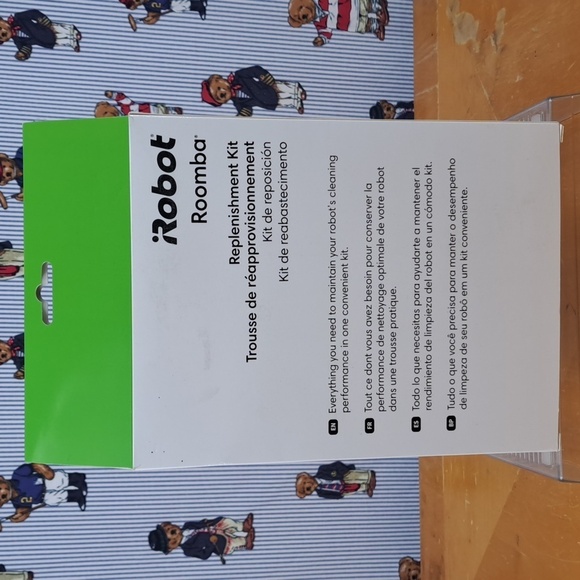 iRobot®
Roomba®
Replenishment Kit
Trousse de réapprovisionnement
Kit de reposición
Kit de reabastecimento
EN Everything you need to maintain your robot's cleaning
performance in one convenient kit.
FR Tout ce dont vous avez besoin pour conserver la
performance de nettoyage optimale de votre robot
dans une trousse pratique.
ES Todo lo que necesitas para ayudarte a mantener el
rendimiento de limpieza del robot en un cómodo kit.
BP Tudo o que você precisa para manter o desempenho
de limpeza de seu robô em um kit conveniente.